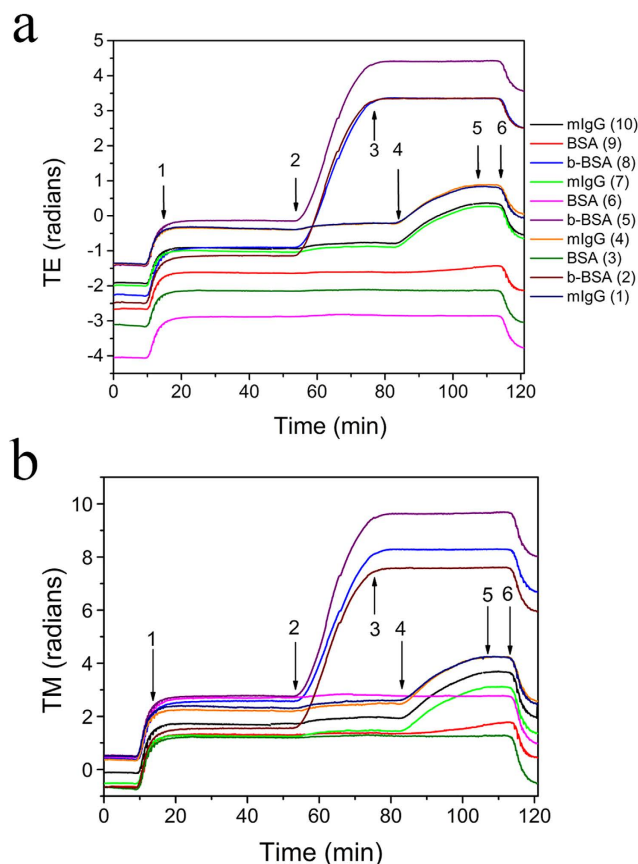 a
TE (radians)
5
4
3
2
1
0
-1
-2
-3
-4
1
2
3
4
5
6
0
20
40
60
80
100
120
Time (min)
mIgG (10)
BSA (9)
b-BSA (8)
mIgG (7)
BSA (6)
b-BSA (5)
mIgG (4)
BSA (3)
b-BSA (2)
mIgG (1)
b
TM (radians)
10
8
6
4
2
0
1
2
3
4
5
6
0
20
40
60
80
100
120
Time (min)